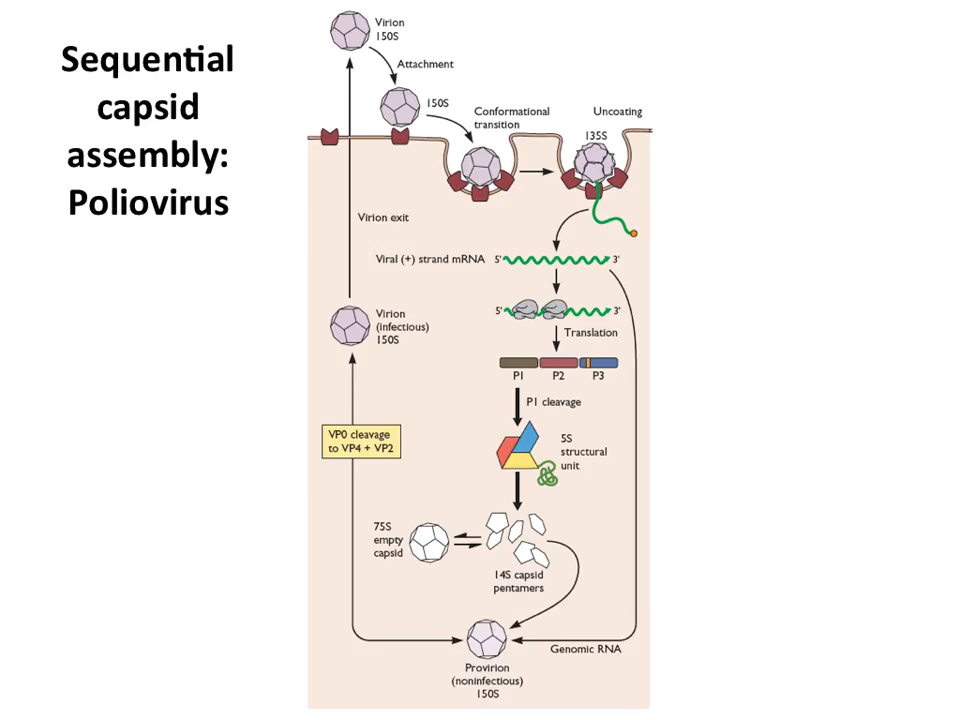 Sequential
capsid
assembly:
Poliovirus
Virion
150S
Attachment
150S
Conformational
transition
Uncoating
135S
Virion exit
Viral (+) strand mRNA 5' 3'
5' 3'
Virion
(infectious)
150S
Translation
P1 P2 P3
P1 cleavage
VP0 cleavage
to VP4 + VP2
5S
structural
unit
75S
empty
capsid
14S capsid
pentamers
Genomic RNA
Provirion
(noninfectious)
150S